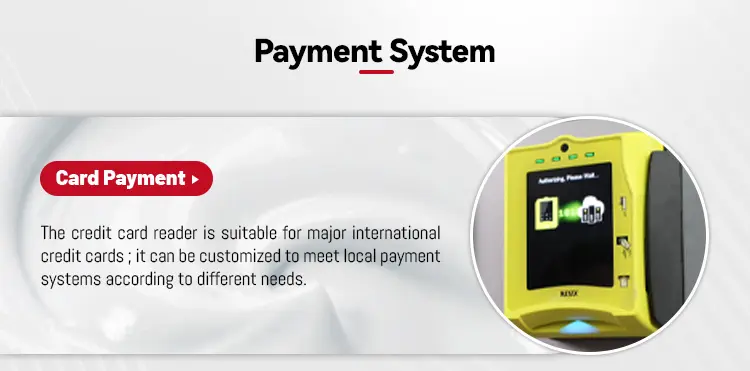 Payment System
Card Payment
The credit card reader is suitable for major international
credit cards ; it can be customized to meet local payment
systems according to different needs.
Authorizing, Please Wait...
NAYAX